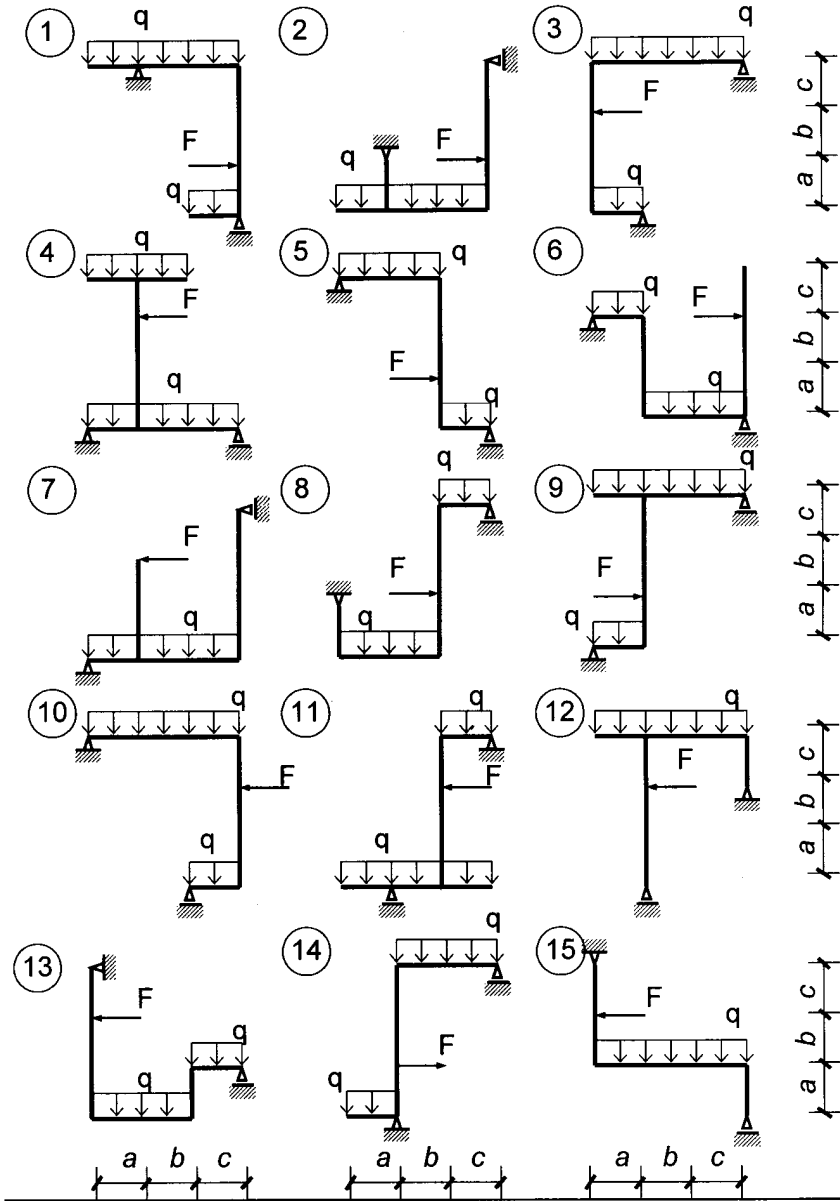 1 q 2 3 q
F F F c
q q q b
a
4 q 5 q 6
F q F c
q F q q b
a
7 8 q 9 q
F F F c
q q q b
a
10 q 11 q 12 q
F F F c
q q b
a
13 14 q 15
F q F F q c
q q b
a
a b c a b c a b c